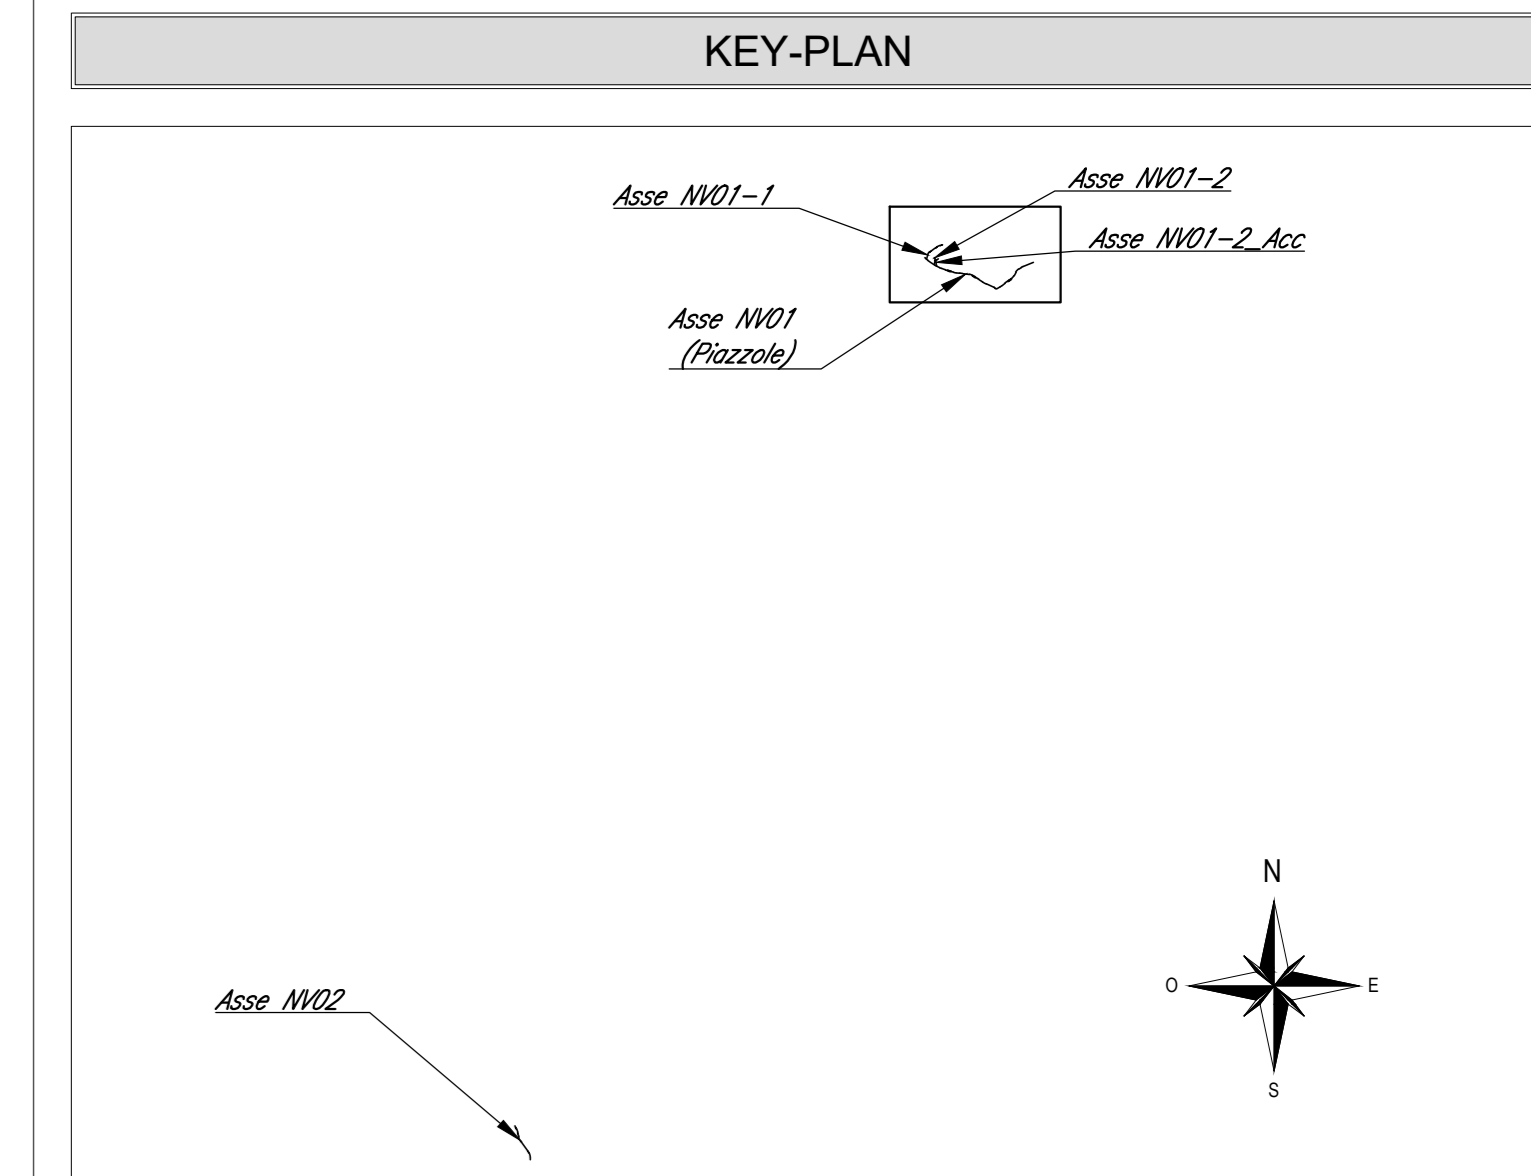 KEY-PLAN
Asse NV01-1
Asse NV01-2
Asse NV01-2_Acc
Asse NV01
(Piazzole)
N
O
E
S
Asse NV02